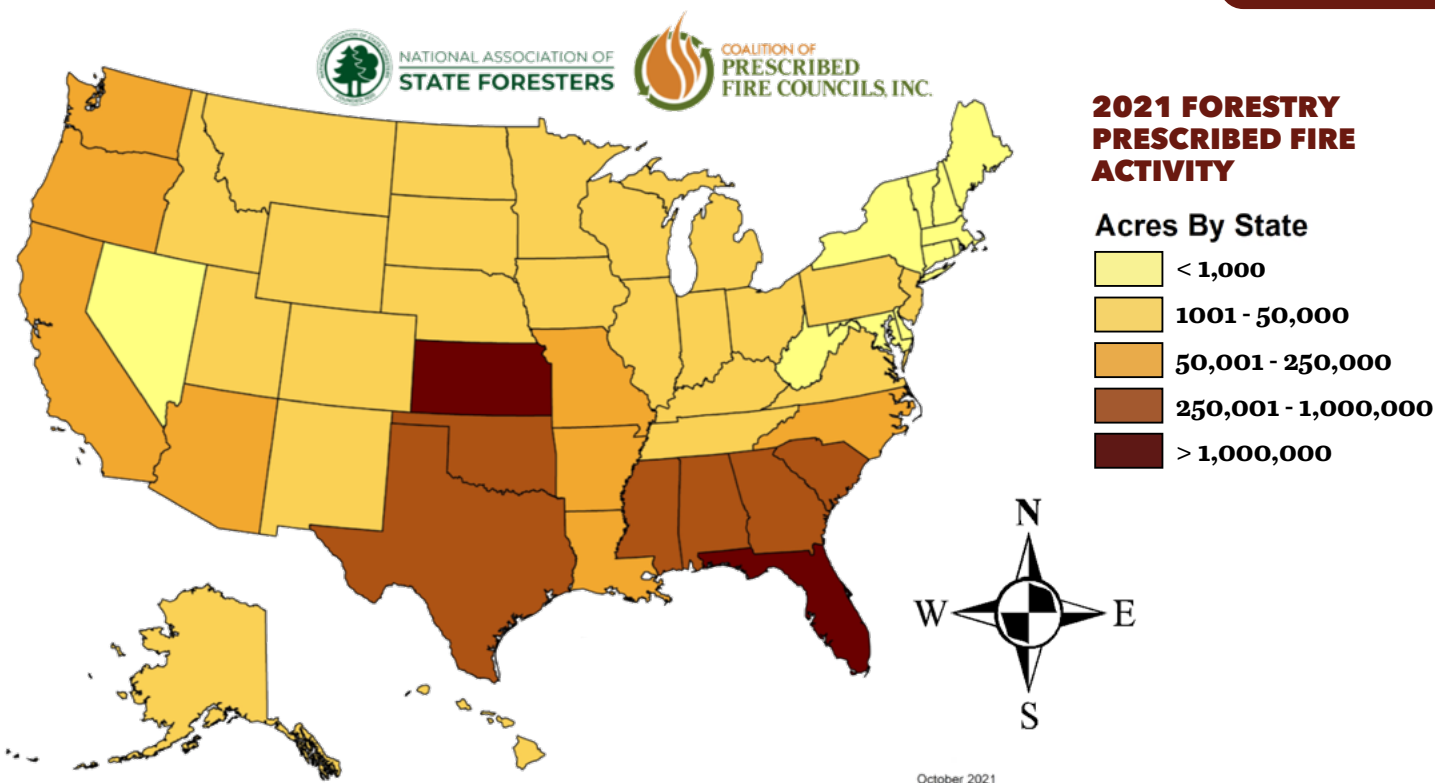 NATIONAL ASSOCIATION OF
STATE FORESTERS
COALITION OF
PRESCRIBED
FIRE COUNCILS, INC.
2021 FORESTRY
PRESCRIBED FIRE
ACTIVITY
Acres By State
< 1,000
1001 - 50,000
50,001 - 250,000
250,001 - 1,000,000
> 1,000,000
N
W
E
S
October 2021